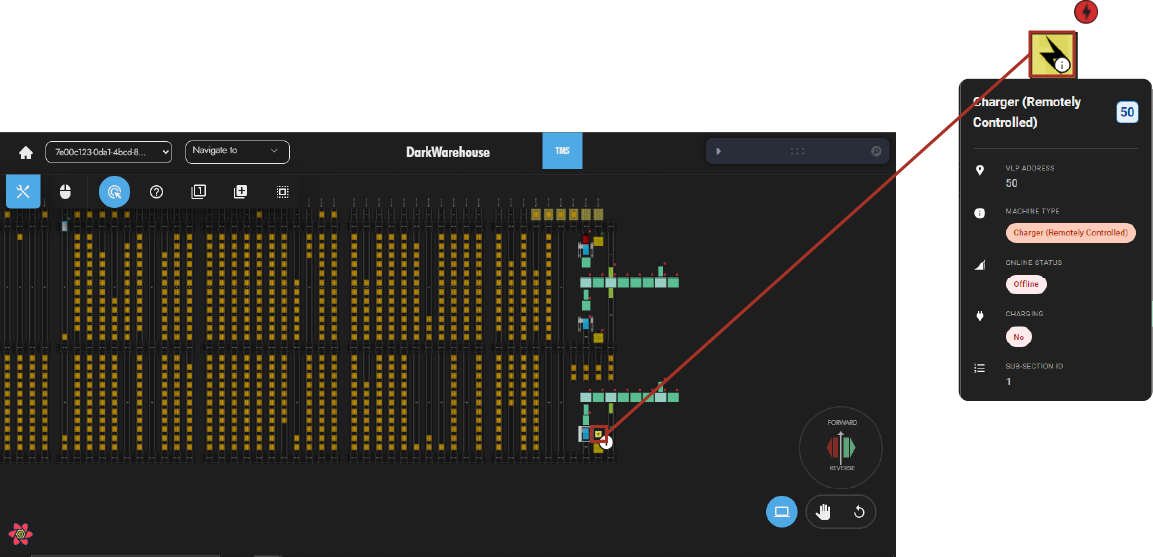 Charger (Remotely
Controlled)
50
VLP ADDRESS
50
MACHINE TYPE
Charger (Remotely Controlled)
ONLINE STATUS
Offline
CHARGING
No
SUB-SECTION ID
1
7e00c123-0da1-4bcd-8...
Navigate to
DarkWarehouse
TMS
FORWARD
REVERSE